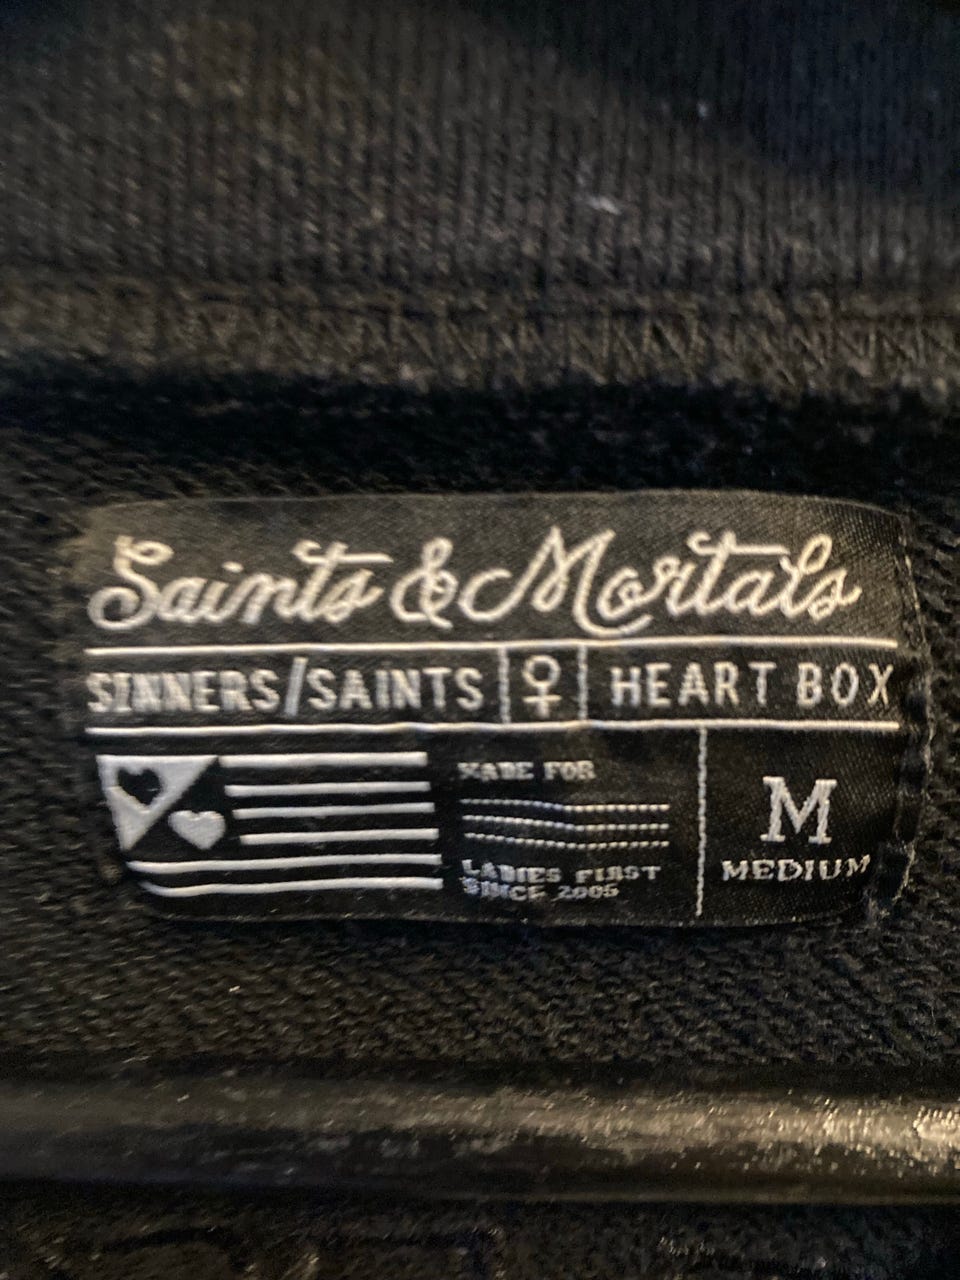 Saints & Mortals
SINNERS/SAINTS ♀ HEART BOX
MADE FOR
LADIES FIRST
SINCE 2005
M
MEDIUM